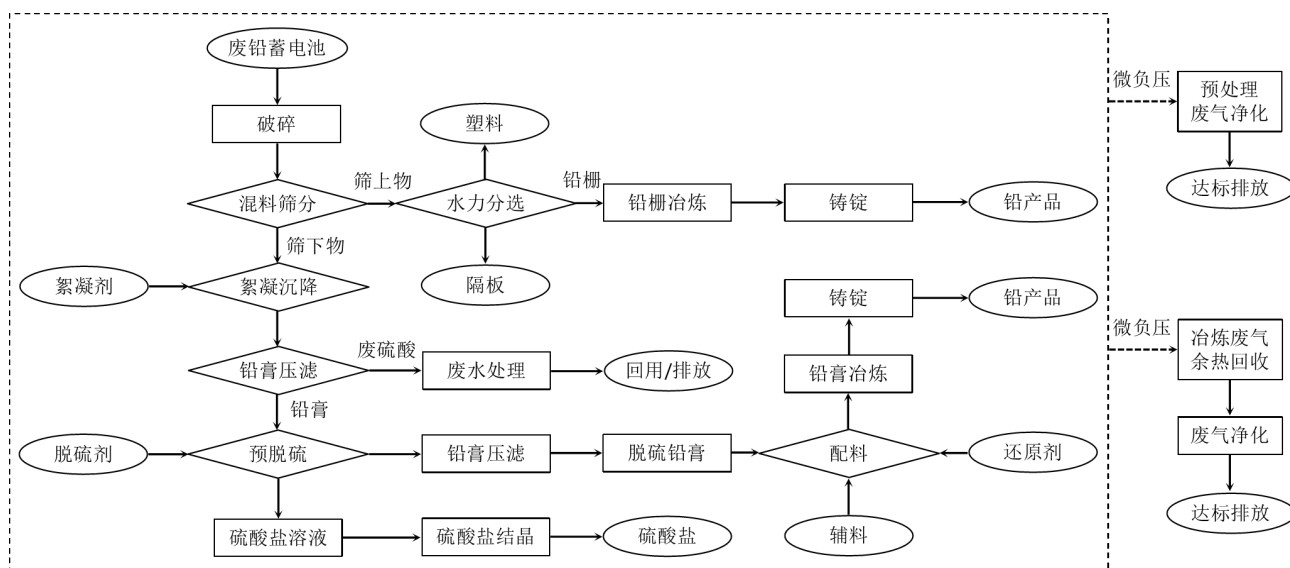 废铅蓄电池
微负压
预处理
废气净化
破碎
塑料
筛上物
铅栅
混料筛分
水力分选
铅栅冶炼
铸锭
铅产品
达标排放
筛下物
絮凝剂
絮凝沉降
隔板
铸锭
铅产品
微负压
冶炼废气
余热回收
废硫酸
铅膏压滤
废水处理
回用/排放
铅膏冶炼
铅膏
脱硫剂
预脱硫
铅膏压滤
脱硫铅膏
配料
还原剂
废气净化
达标排放
硫酸盐溶液
硫酸盐结晶
硫酸盐
辅料